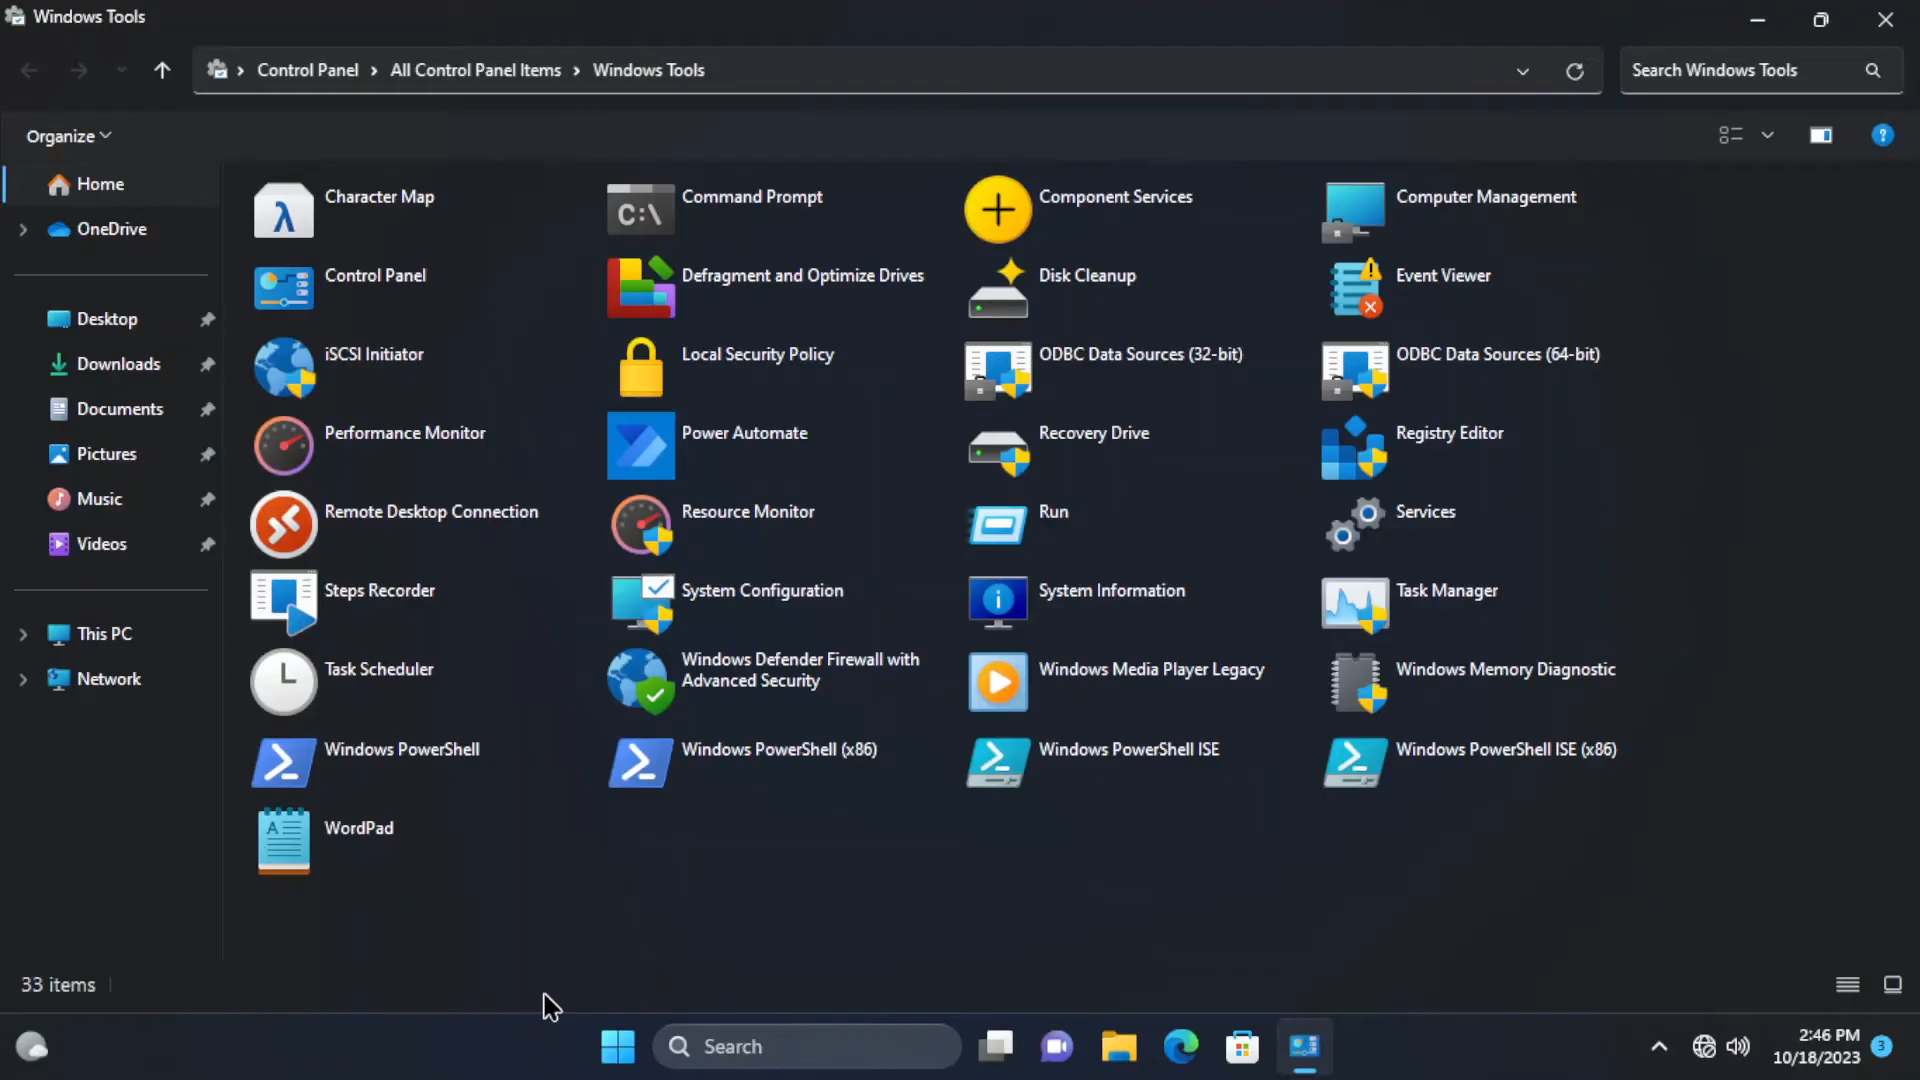 Windows Tools
Control Panel > All Control Panel Items > Windows Tools
Search Windows Tools
Organize
Home
OneDrive
Desktop
Downloads
Documents
Pictures
Music
Videos
This PC
Network
Character Map
Command Prompt
Component Services
Computer Management
Control Panel
Defragment and Optimize Drives
Disk Cleanup
Event Viewer
iSCSI Initiator
Local Security Policy
ODBC Data Sources (32-bit)
ODBC Data Sources (64-bit)
Performance Monitor
Power Automate
Recovery Drive
Registry Editor
Remote Desktop Connection
Resource Monitor
Run
Services
Steps Recorder
System Configuration
System Information
Task Manager
Task Scheduler
Windows Defender Firewall with
Advanced Security
Windows Media Player Legacy
Windows Memory Diagnostic
Windows PowerShell
Windows PowerShell (x86)
Windows PowerShell ISE
Windows PowerShell ISE (x86)
WordPad
33 items
Search
2:46 PM
10/18/2023
3